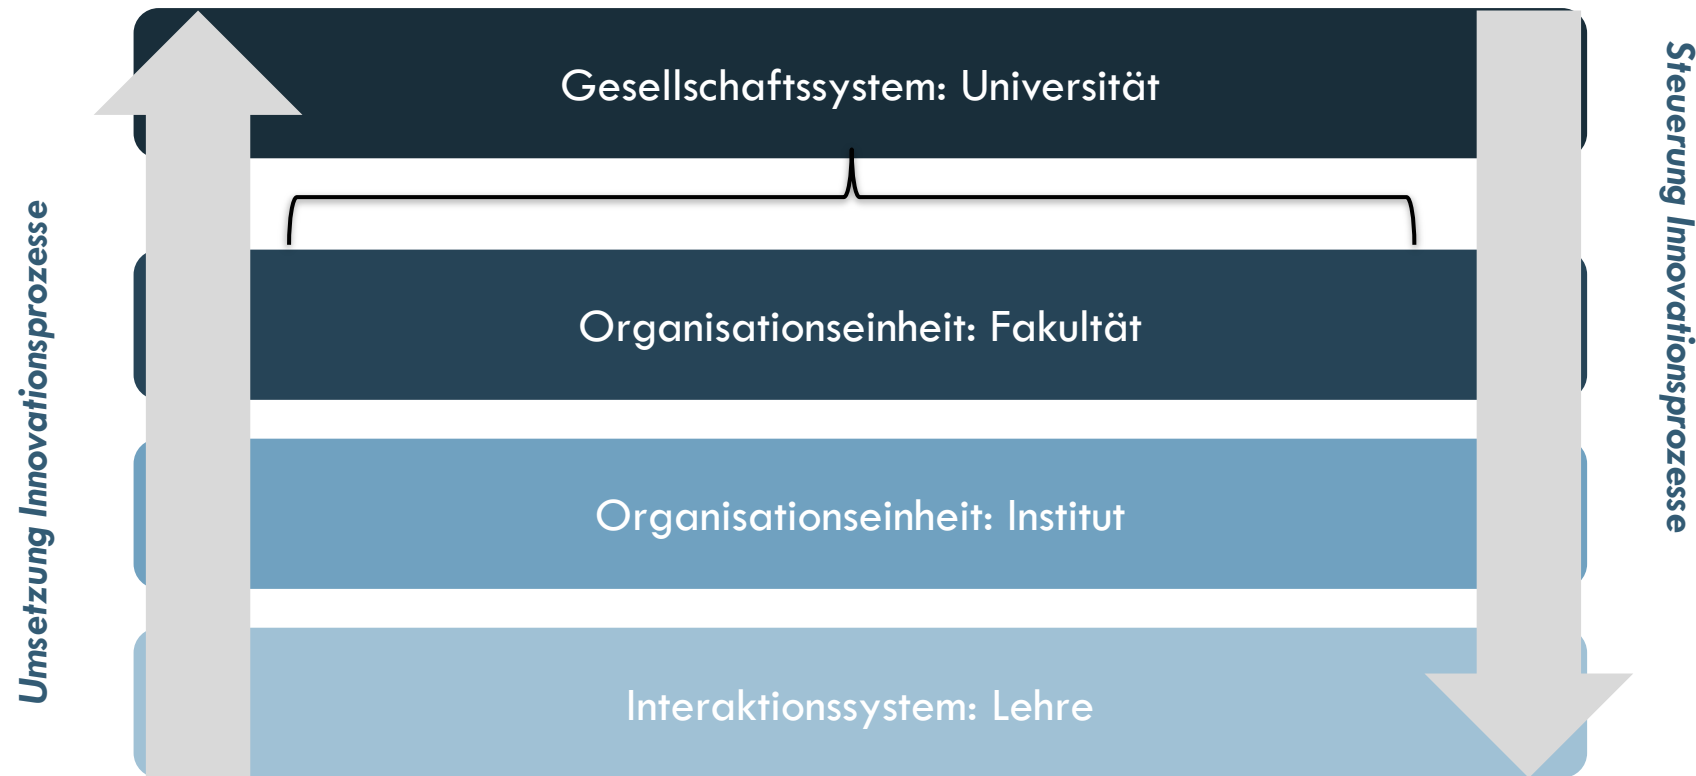 Gesellschaftssystem: Universität
Organisationseinheit: Fakultät
Organisationseinheit: Institut
Interaktionssystem: Lehre
Umsetzung Innovationsprozesse
Steuerung Innovationsprozesse